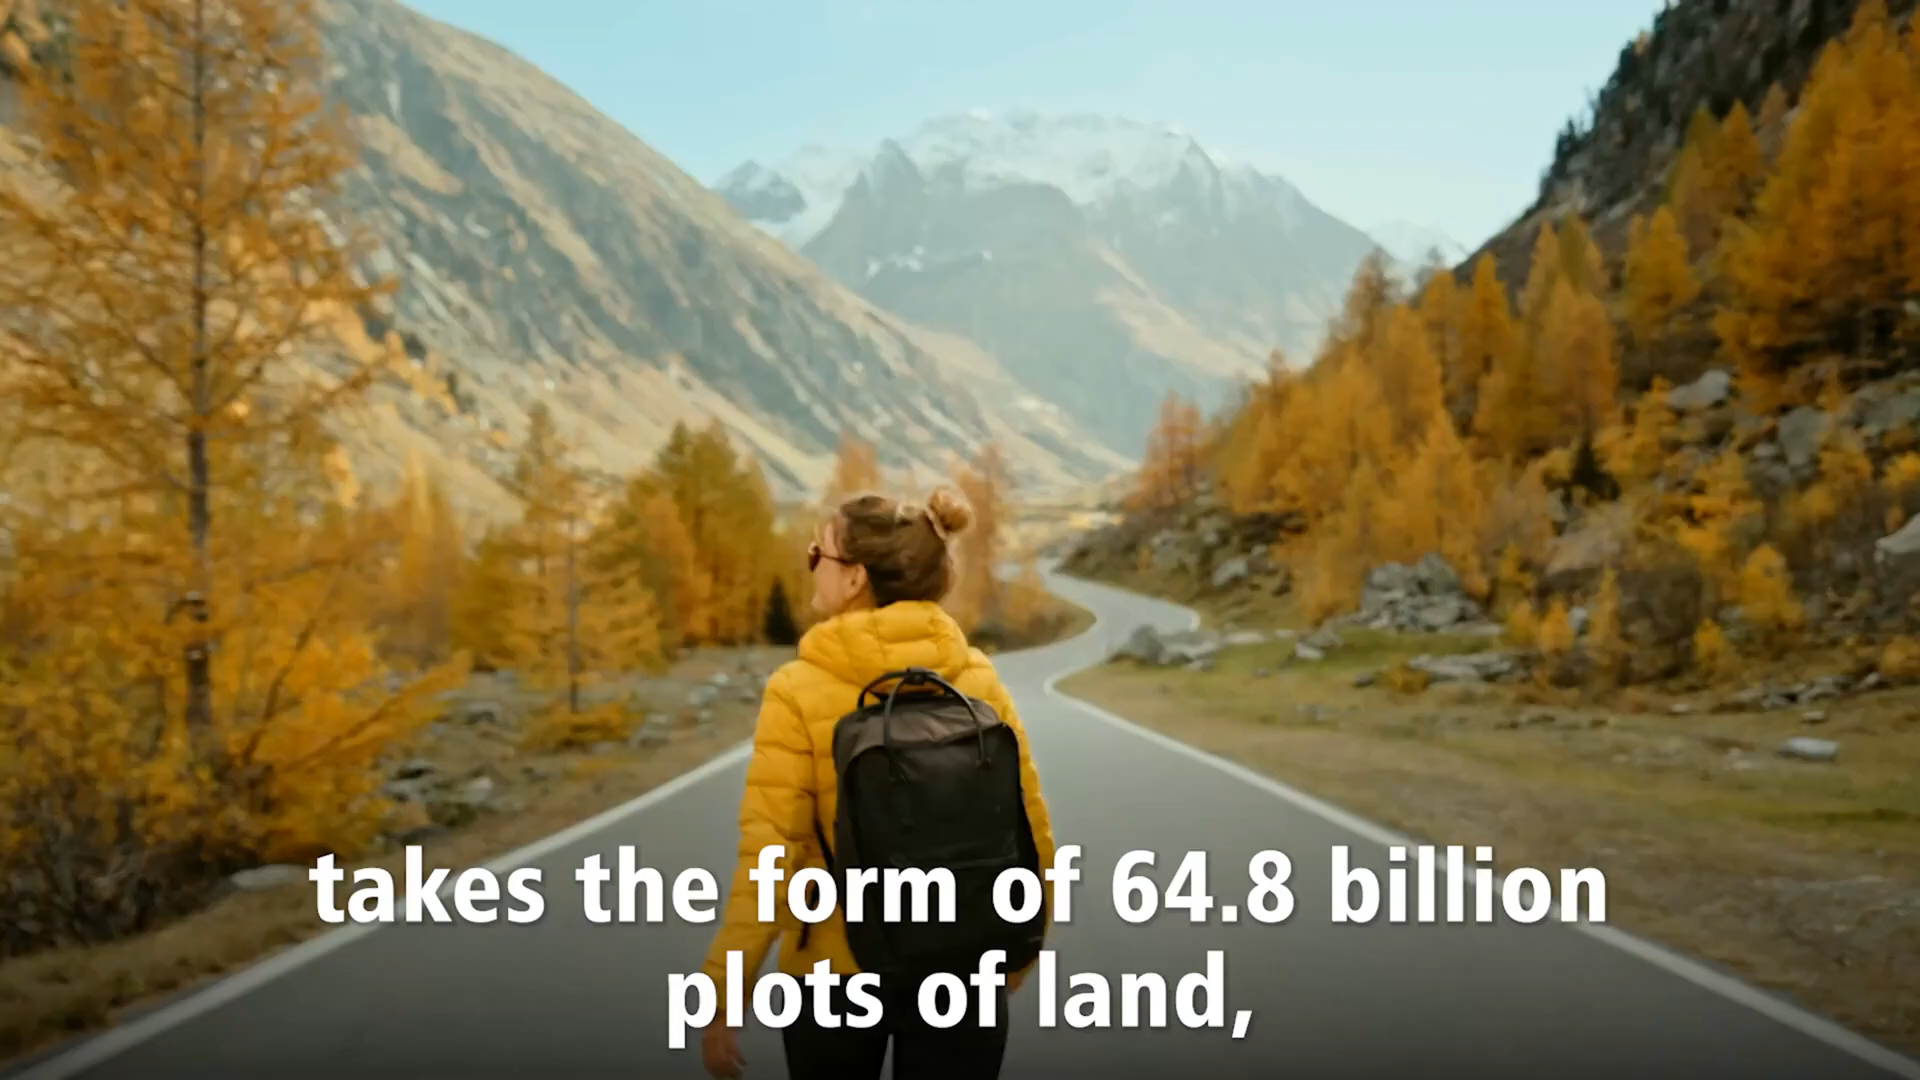 takes the form of 64.8 billion
plots of land,